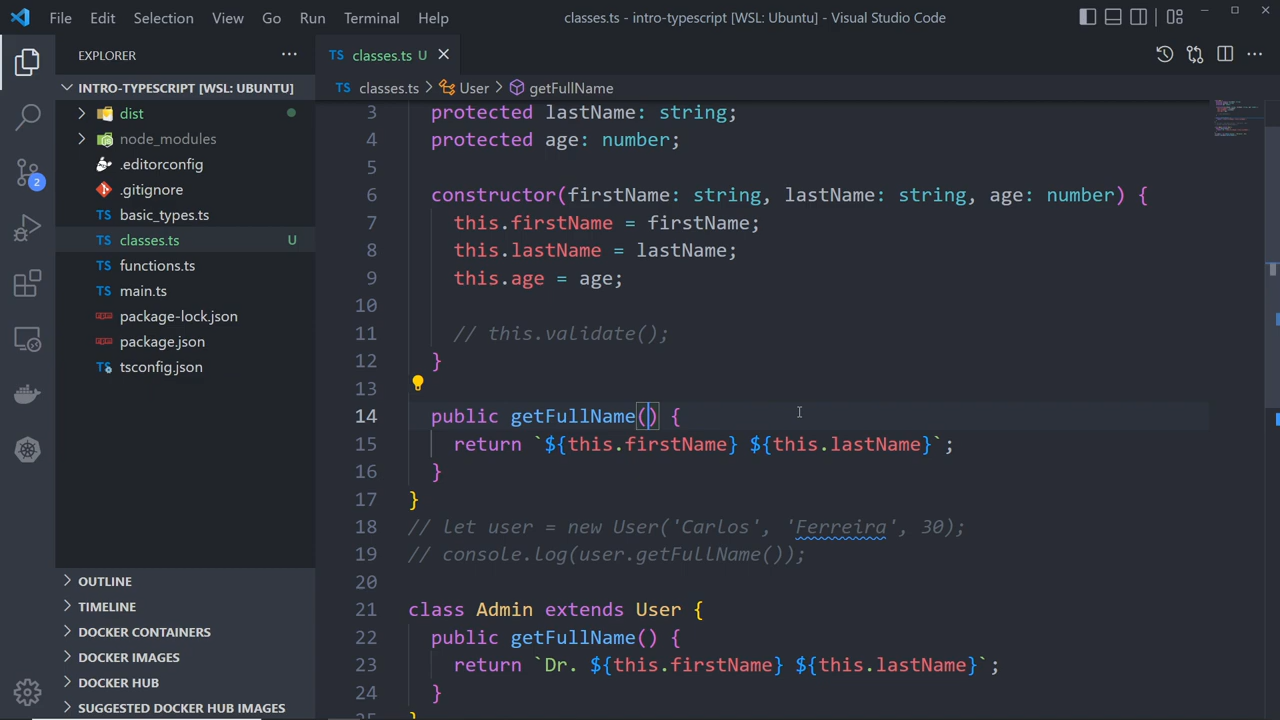 File Edit Selection View Go Run Terminal Help classes.ts - intro-typescript [WSL: Ubuntu] - Visual Studio Code
EXPLORER
INTRO-TYPESCRIPT [WSL: UBUNTU]
dist
node_modules
.editorconfig
.gitignore
TS basic_types.ts
TS classes.ts U
TS functions.ts
TS main.ts
package-lock.json
package.json
TS tsconfig.json
OUTLINE
TIMELINE
DOCKER CONTAINERS
DOCKER IMAGES
DOCKER HUB
SUGGESTED DOCKER HUB IMAGES
2
TS classes.ts U
TS classes.ts > User > getFullName
3 protected lastName: string;
4 protected age: number;
5
6 constructor(firstName: string, lastName: string, age: number) {
7 this.firstName = firstName;
8 this.lastName = lastName;
9 this.age = age;
10
11 // this.validate();
12 }
13
14 public getFullName() {
15 return `${this.firstName} ${this.lastName}`;
16 }
17 }
18 // let user = new User('Carlos', 'Ferreira', 30);
19 // console.log(user.getFullName());
20
21 class Admin extends User {
22 public getFullName() {
23 return `Dr. ${this.firstName} ${this.lastName}`;
24 }